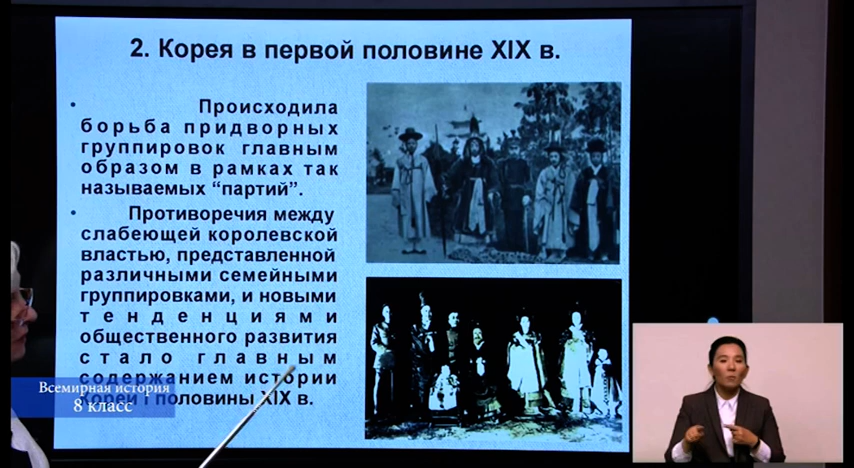 2. Корея в первой половине XIX в.
• Происходила
борьба придворных
группировок главным
образом в рамках так
называемых “партий”.
• Противоречия между
слабеющей королевской
властью, представленной
различными семейными
группировками, и новыми
тенденциями
общественного развития
стало главным
содержанием истории
Кореи I половины XIX в.
Всемирная история
8 класс